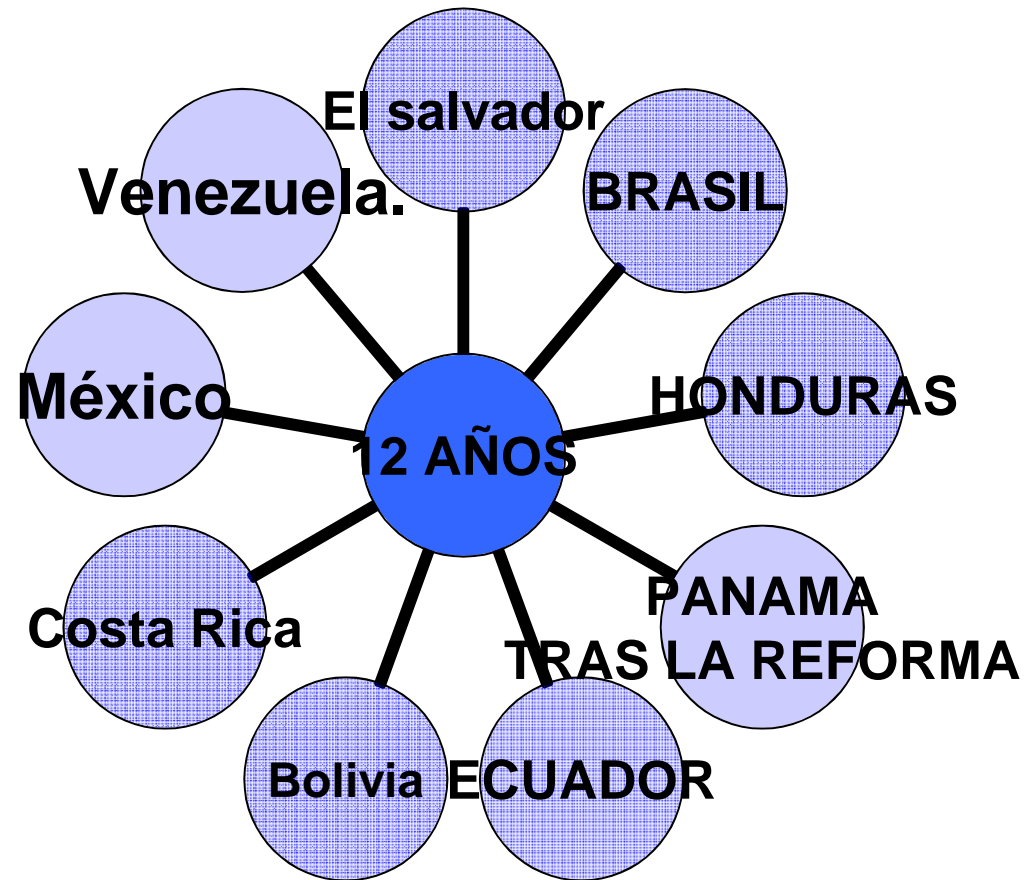 El salvador
Venezuela.
BRASIL
México
HONDURAS
12 AÑOS
PANAMA
TRAS LA REFORMA
Costa Rica
Bolivia
ECUADOR